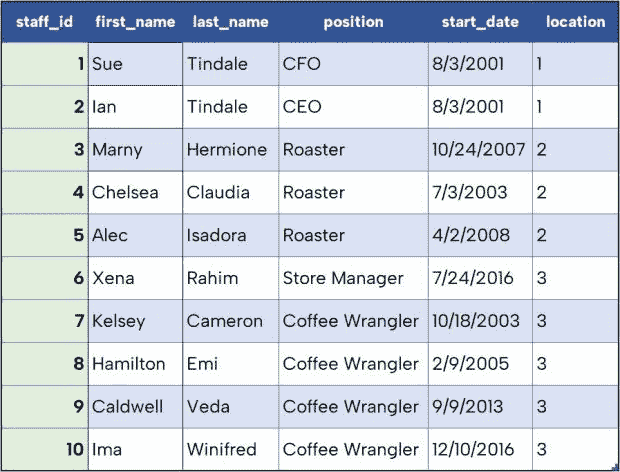 staff_id first_name last_name position start_date location
1 Sue Tindale CFO 8/3/2001 1
2 Ian Tindale CEO 8/3/2001 1
3 Marny Hermione Roaster 10/24/2007 2
4 Chelsea Claudia Roaster 7/3/2003 2
5 Alec Isadora Roaster 4/2/2008 2
6 Xena Rahim Store Manager 7/24/2016 3
7 Kelsey Cameron Coffee Wrangler 10/18/2003 3
8 Hamilton Emi Coffee Wrangler 2/9/2005 3
9 Caldwell Veda Coffee Wrangler 9/9/2013 3
10 Ima Winifred Coffee Wrangler 12/10/2016 3